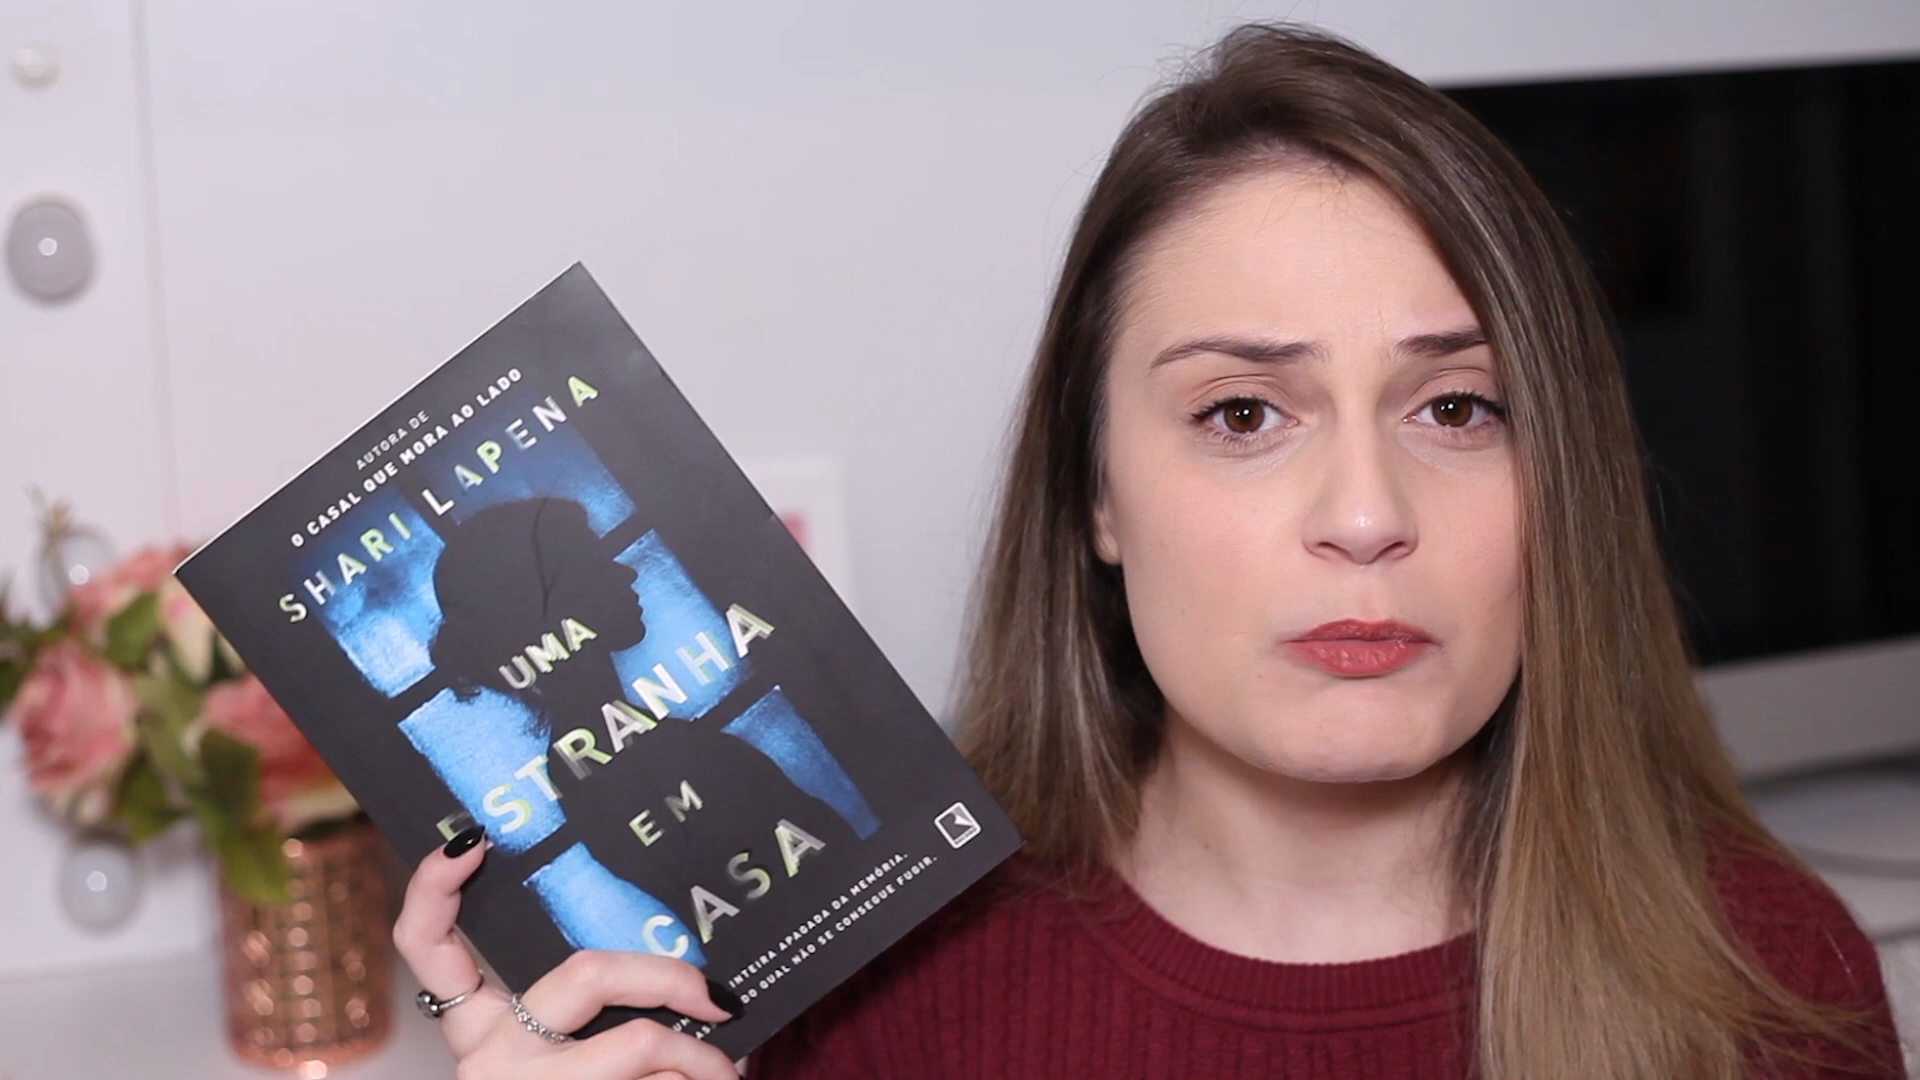 AUTORA DE
O CASAL QUE MORA AO LADO
SHARI LAPENA
UMA
ESTRANHA
EM
CASA
INTEIRA APAGADA DA MEMÓRIA.
DO QUAL NÃO SE CONSEGUE FUGIR.